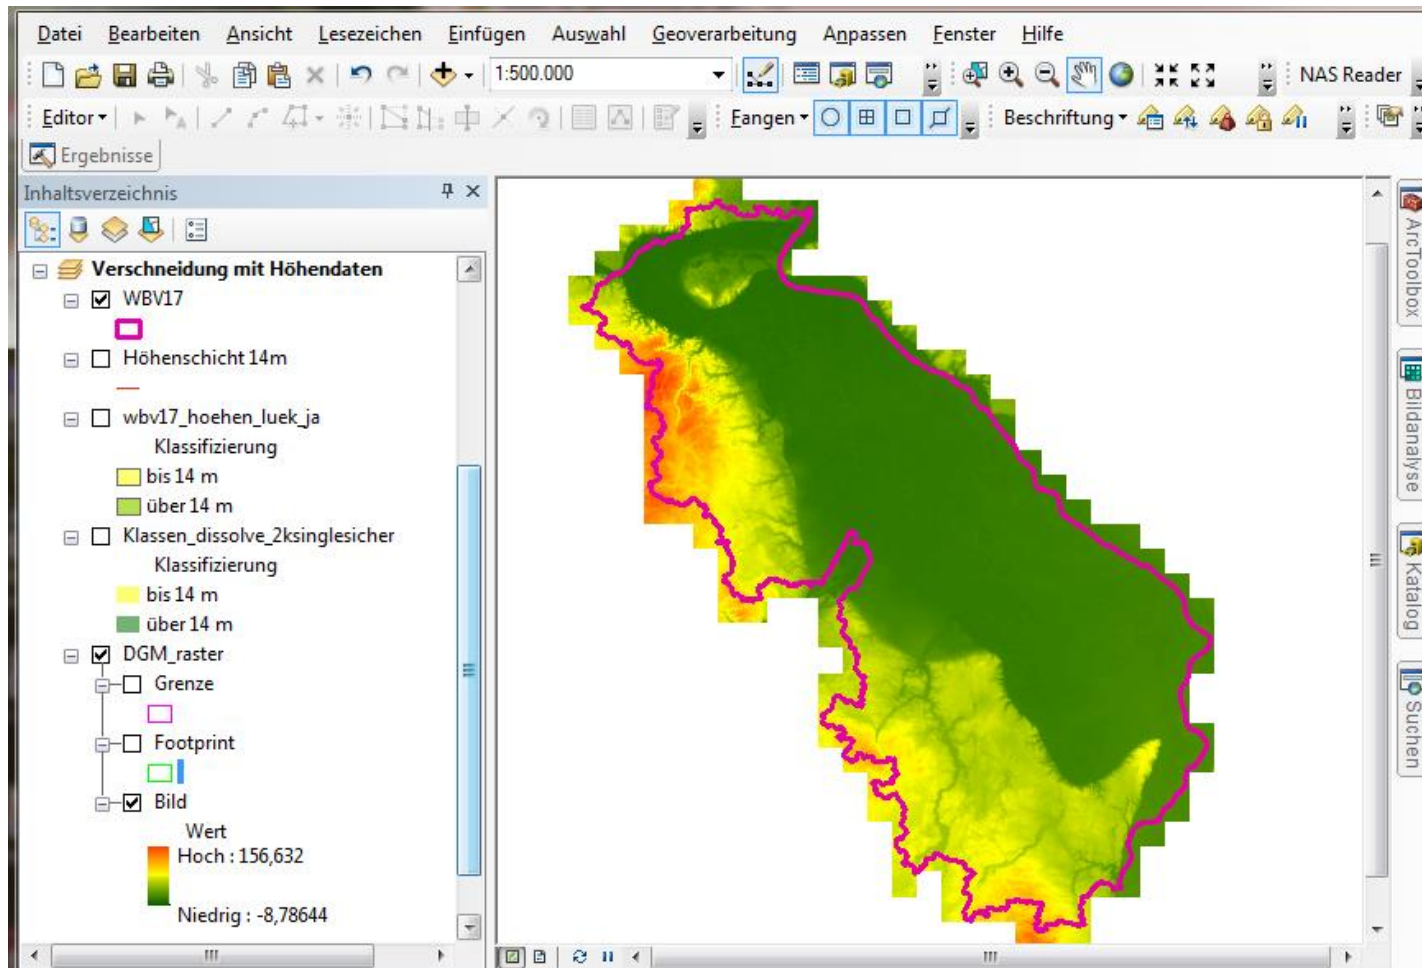 Datei Bearbeiten Ansicht Lesezeichen Einfügen Auswahl Geoverarbeitung Anpassen Fenster Hilfe
1:500.000 NAS Reader
Editor Fangen Beschriftung
Ergebnisse
Inhaltsverzeichnis
Verschneidung mit Höhendaten
WBV17
Höhenschicht 14m
wbv17_hoehen_luek_ja
Klassifizierung
bis 14 m
über 14 m
Klassen_dissolve_2ksinglesicher
Klassifizierung
bis 14 m
über 14 m
DGM_raster
Grenze
Footprint
Bild
Wert
Hoch : 156,632
Niedrig : -8,78644
ArcToolbox
Bildanalyse
Katalog
Suchen